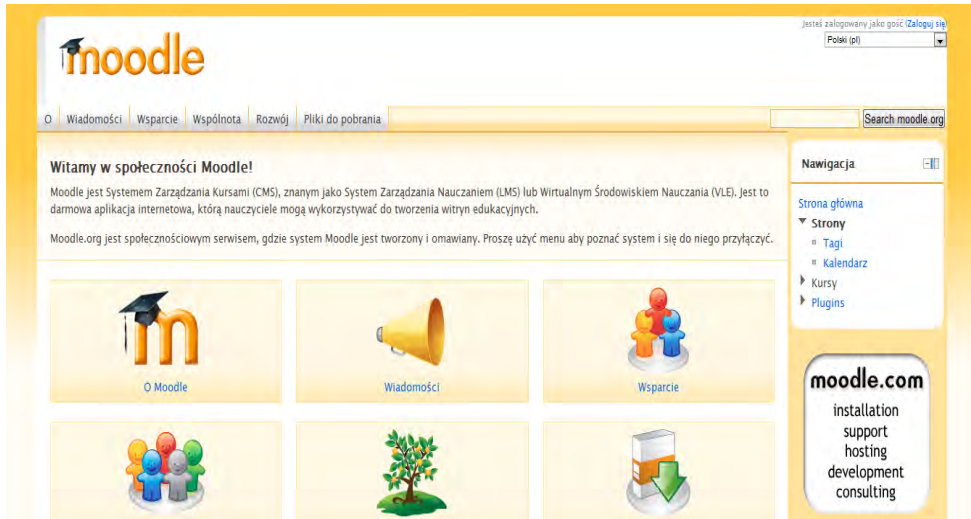 Jesteś zalogowany jako gość (Zaloguj się)
Polski (pl)
moodle
O Wiadomości Wsparcie Wspólnota Rozwój Pliki do pobrania
Search moodle.org
Witamy w społeczności Moodle!
Moodle jest Systemem Zarządzania Kursami (CMS), znanym jako System Zarządzania Nauczaniem (LMS) lub Wirtualnym Środowiskiem Nauczania (VLE). Jest to
darmowa aplikacja internetowa, którą nauczyciele mogą wykorzystywać do tworzenia witryn edukacyjnych.
Moodle.org jest społecznościowym serwisem, gdzie system Moodle jest tworzony i omawiany. Proszę użyć menu aby poznać system i się do niego przyłączyć.
m
O Moodle
Wiadomości
Wsparcie
Nawigacja
Strona główna
Strony
Tagi
Kalendarz
Kursy
Plugins
moodle.com
installation
support
hosting
development
consulting